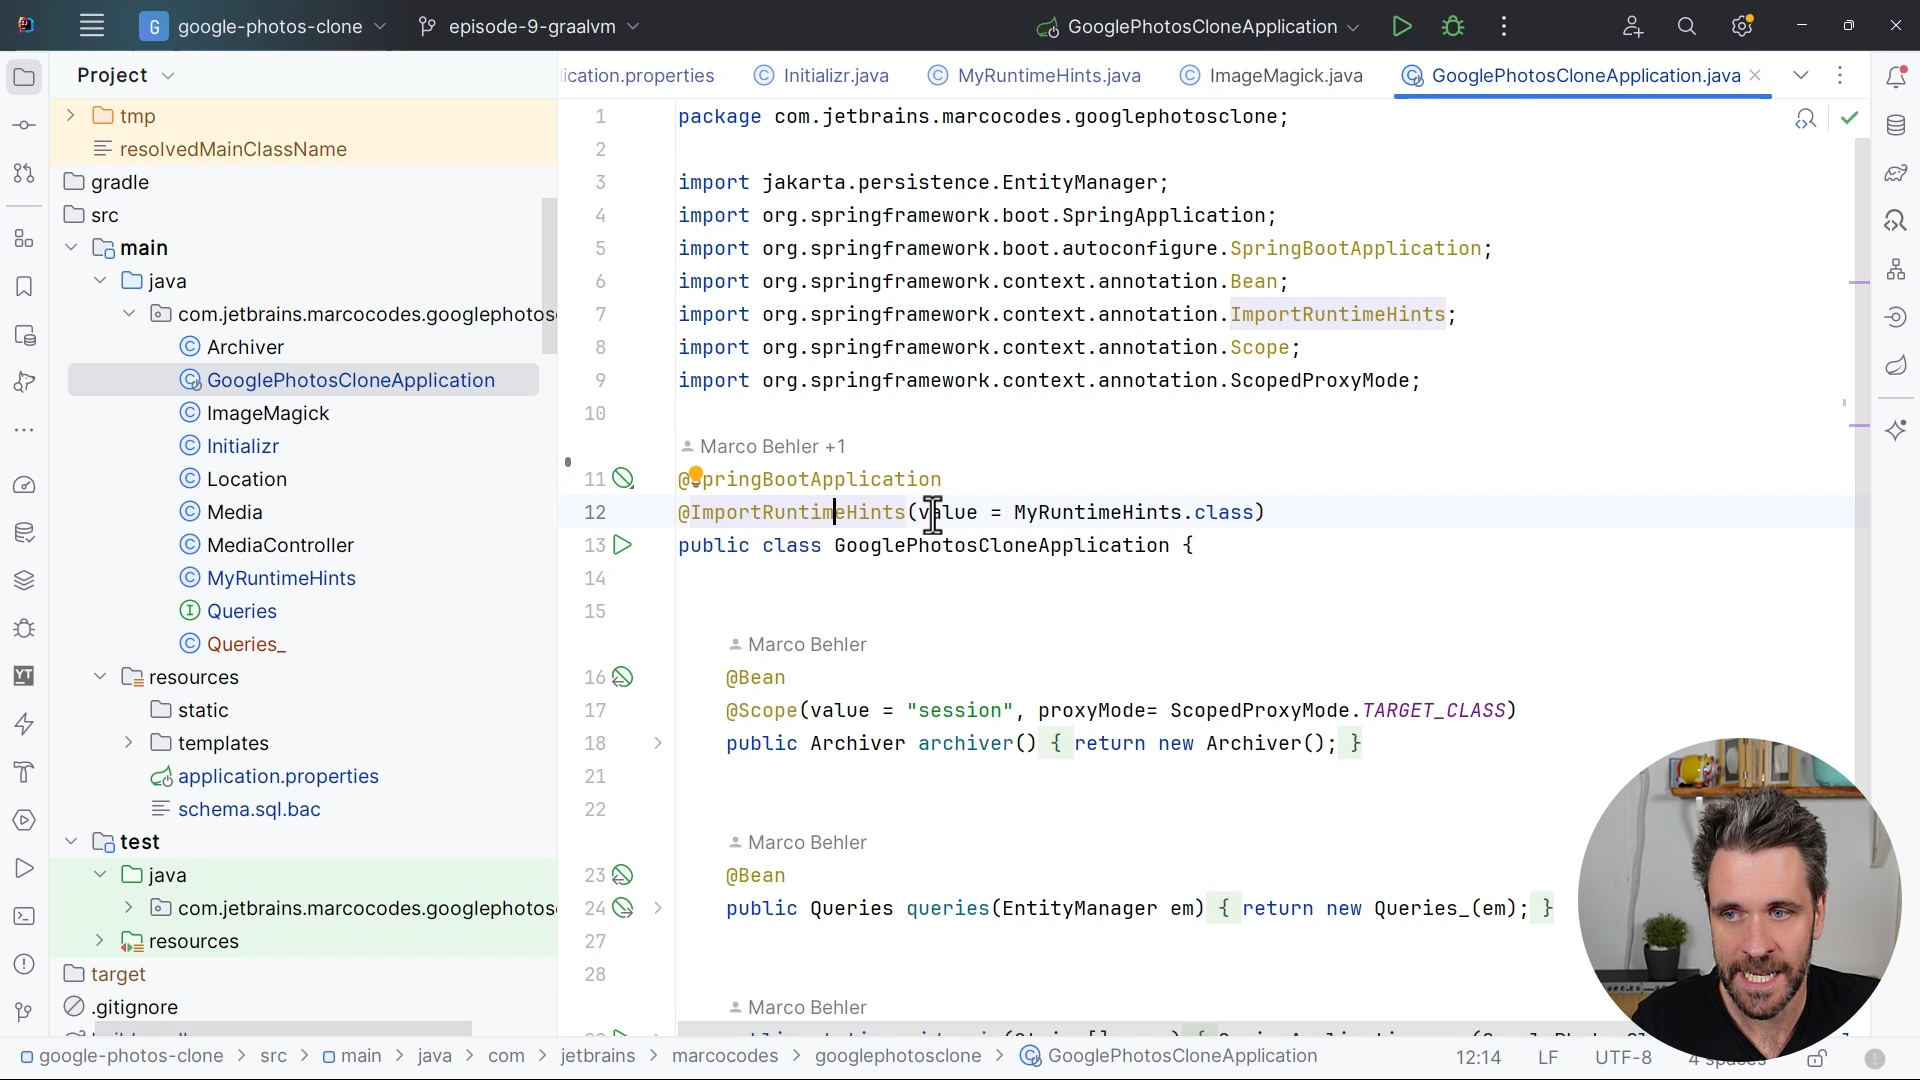 G google-photos-clone
episode-9-graalvm
GooglePhotosCloneApplication
Project
ication.properties
Initializr.java
MyRuntimeHints.java
ImageMagick.java
GooglePhotosCloneApplication.java
tmp
resolvedMainClassName
gradle
src
main
java
com.jetbrains.marcocodes.googlephotos
Archiver
GooglePhotosCloneApplication
ImageMagick
Initializr
Location
Media
MediaController
MyRuntimeHints
Queries
Queries_
resources
static
templates
application.properties
schema.sql.bac
test
java
com.jetbrains.marcocodes.googlephotos
resources
target
.gitignore
YT
1 package com.jetbrains.marcocodes.googlephotosclone;
2
3 import jakarta.persistence.EntityManager;
4 import org.springframework.boot.SpringApplication;
5 import org.springframework.boot.autoconfigure.SpringBootApplication;
6 import org.springframework.context.annotation.Bean;
7 import org.springframework.context.annotation.ImportRuntimeHints;
8 import org.springframework.context.annotation.Scope;
9 import org.springframework.context.annotation.ScopedProxyMode;
10
Marco Behler +1
11 @SpringBootApplication
12 @ImportRuntimeHints(value = MyRuntimeHints.class)
13 public class GooglePhotosCloneApplication {
14
15
Marco Behler
16 @Bean
17 @Scope(value = "session", proxyMode= ScopedProxyMode.TARGET_CLASS)
18 public Archiver archiver() { return new Archiver(); }
21
22
Marco Behler
23 @Bean
24 public Queries queries(EntityManager em) { return new Queries_(em); }
27
28
Marco Behler
google-photos-clone > src > main > java > com > jetbrains > marcocodes > googlephotosclone > GooglePhotosCloneApplication
12:14 LF UTF-8 4 spaces